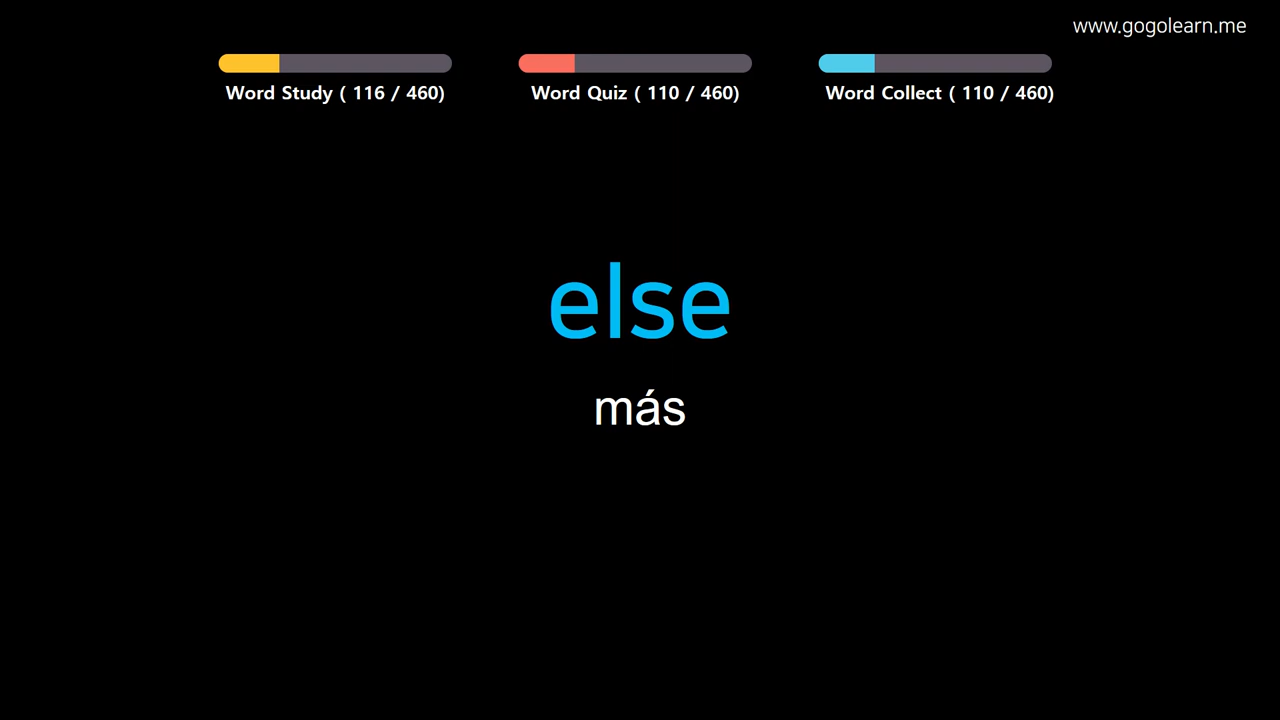 www.gogolearn.me
Word Study ( 116 / 460)
Word Quiz ( 110 / 460)
Word Collect ( 110 / 460)
else
más